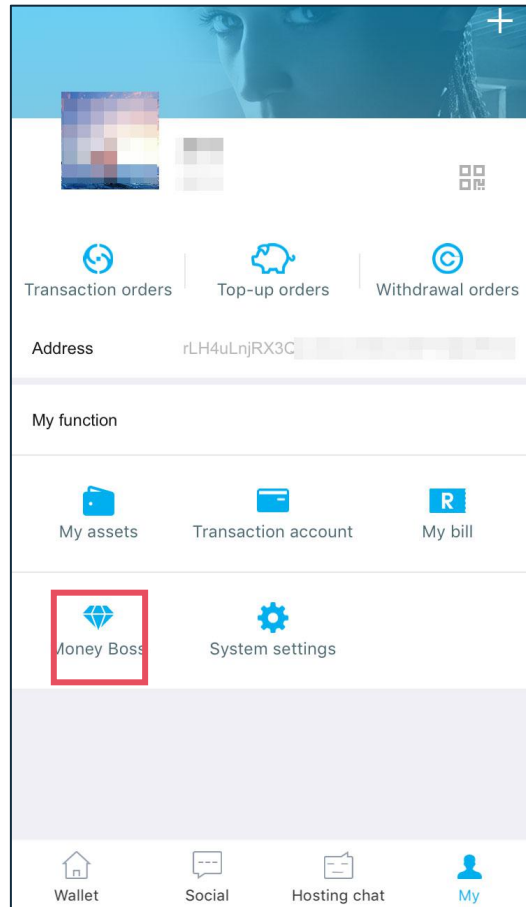 Transaction orders Top-up orders Withdrawal orders
Address rLH4uLnjRX3C
My function
My assets Transaction account My bill
Money Boss System settings
Wallet Social Hosting chat My